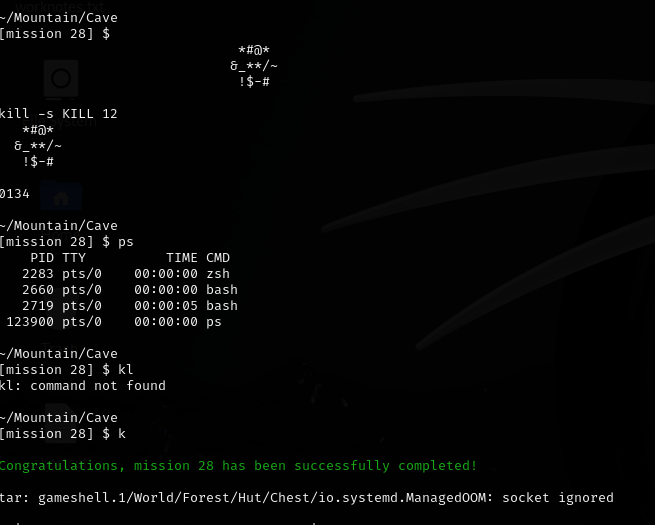 ~/Mountain/Cave
[mission 28] $
*#@*
&_**/~
!$-#
kill -s KILL 12
*#@*
&_**/~
!$-#
0134
~/Mountain/Cave
[mission 28] $ ps
PID TTY TIME CMD
2283 pts/0 00:00:00 zsh
2660 pts/0 00:00:00 bash
2719 pts/0 00:00:05 bash
123900 pts/0 00:00:00 ps
~/Mountain/Cave
[mission 28] $ kl
kl: command not found
~/Mountain/Cave
[mission 28] $ k
Congratulations, mission 28 has been successfully completed!
tar: gameshell.1/World/Forest/Hut/Chest/io.systemd.ManagedOOM: socket ignored